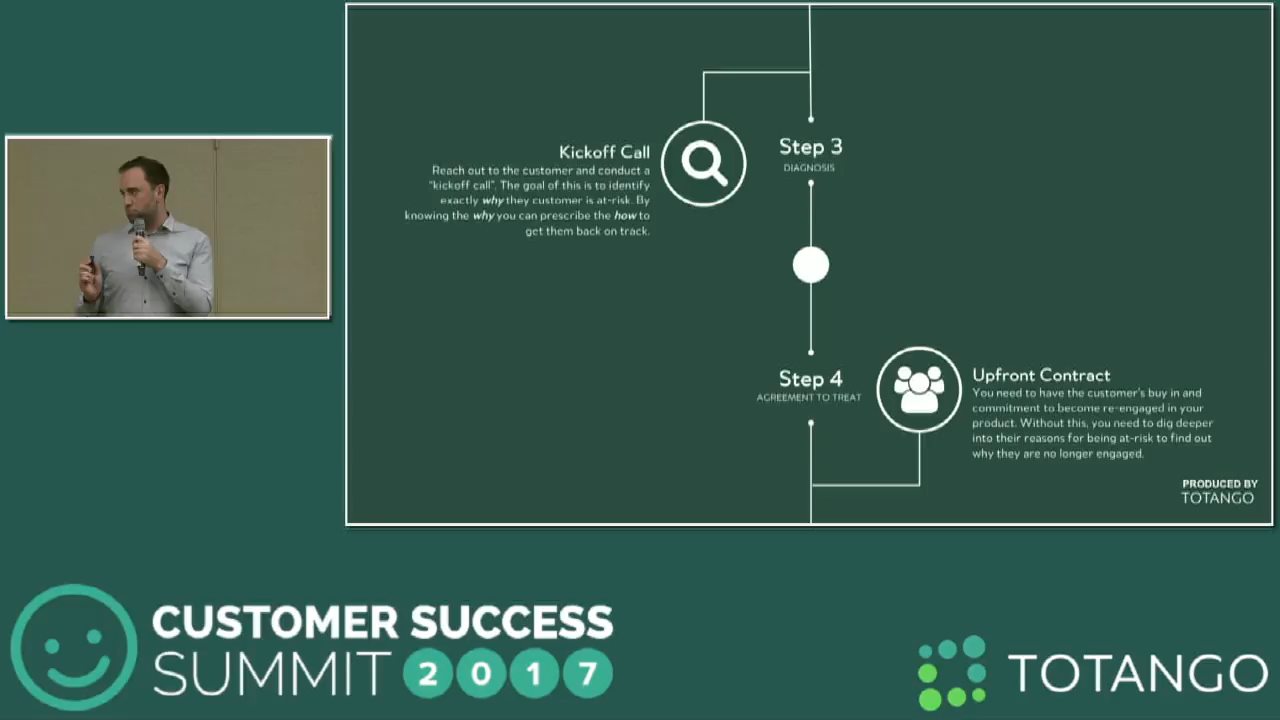 Kickoff Call
Reach out to the customer and conduct a
"kickoff call". The goal of this is to identify
exactly why they customer is at-risk. By
knowing the why you can prescribe the how to
get them back on track.
Step 3
DIAGNOSIS
Step 4
AGREEMENT TO TREAT
Upfront Contract
You need to have the customer's buy in and
commitment to become re-engaged in your
product. Without this, you need to dig deeper
into their reasons for being at-risk to find out
why they are no longer engaged.
PRODUCED BY
TOTANGO
CUSTOMER SUCCESS
SUMMIT 2017
TOTANGO